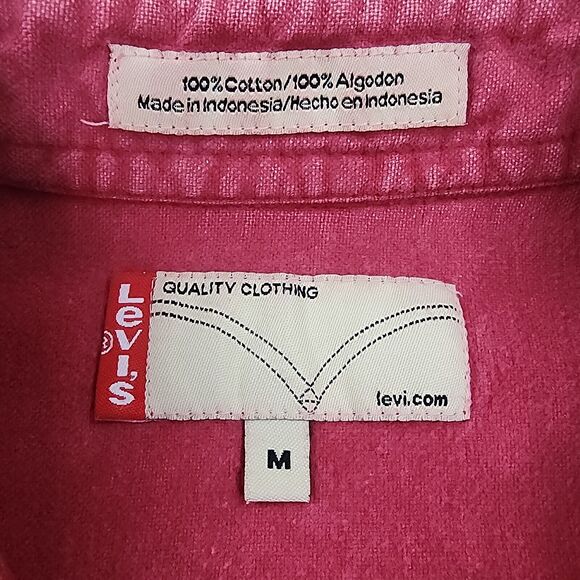 100% Cotton/100% Algodon
Made in Indonesia/Hecho en Indonesia
LEVI'S ®
QUALITY CLOTHING
levi.com
M